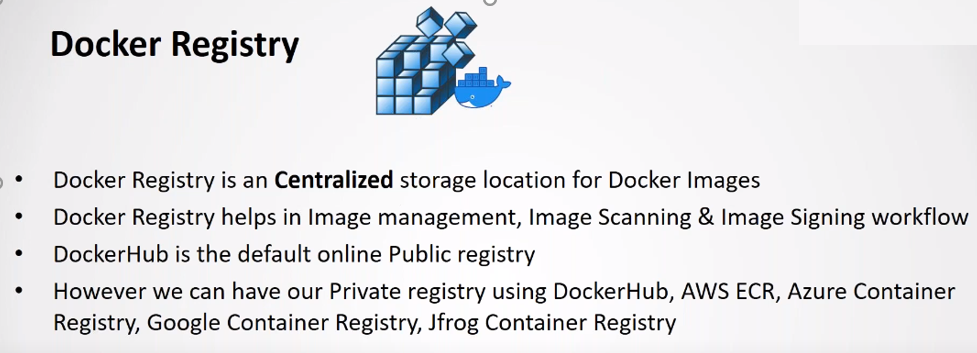 Docker Registry
• Docker Registry is an Centralized storage location for Docker Images
• Docker Registry helps in Image management, Image Scanning & Image Signing workflow
• DockerHub is the default online Public registry
• However we can have our Private registry using DockerHub, AWS ECR, Azure Container
Registry, Google Container Registry, Jfrog Container Registry